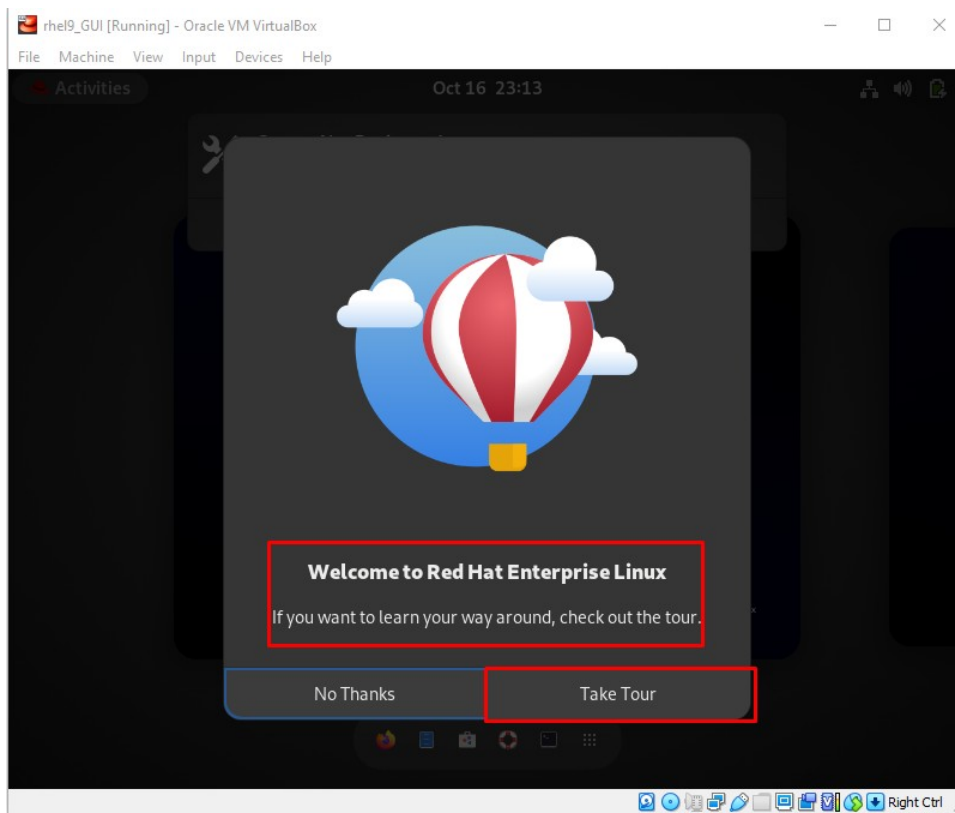 rhel9_GUI [Running] - Oracle VM VirtualBox
File Machine View Input Devices Help
Activities Oct 16 23:13
Welcome to Red Hat Enterprise Linux
If you want to learn your way around, check out the tour.
No Thanks Take Tour
Right Ctrl